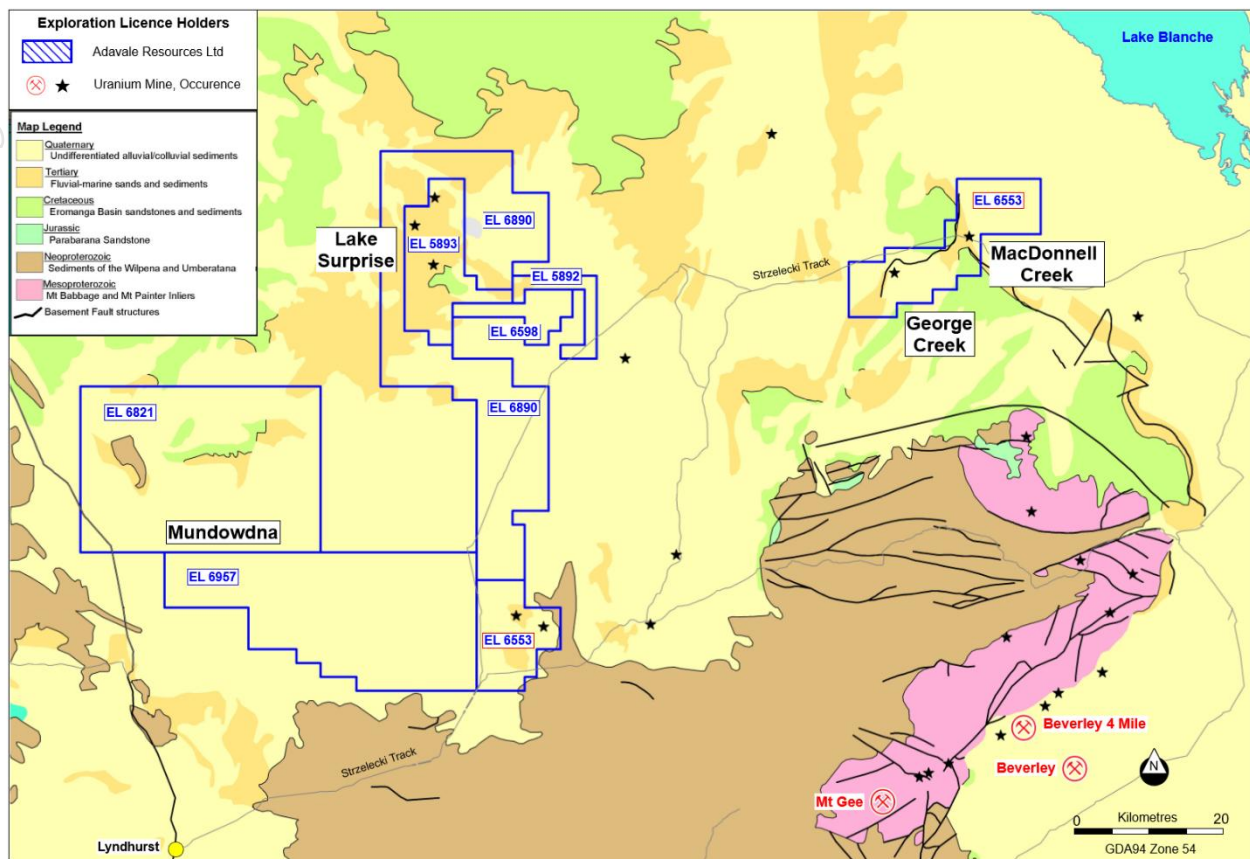 Exploration Licence Holders
Adavale Resources Ltd
Uranium Mine, Occurence
Map Legend
Quaternary
Undifferentiated alluvial/colluvial sediments
Tertiary
Fluvial-marine sands and sediments
Cretaceous
Eromanga Basin sandstones and sediments
Jurassic
Parabarana Sandstone
Neoproterozoic
Sediments of the Wilpena and Umberatana
Mesoproterozoic
Mt Babbage and Mt Painter Inliers
Basement Fault structures
Lake Blanche
EL 6553
EL 6890
EL 5893
Lake
Surprise
EL 5892
EL 6598
Strzelecki Track
MacDonnell
Creek
George
Creek
EL 6821
EL 6890
Mundowdna
EL 6957
EL 6553
Beverley 4 Mile
Beverley
Mt Gee
Strzelecki Track
Lyndhurst
N
0 Kilometres 20
GDA94 Zone 54